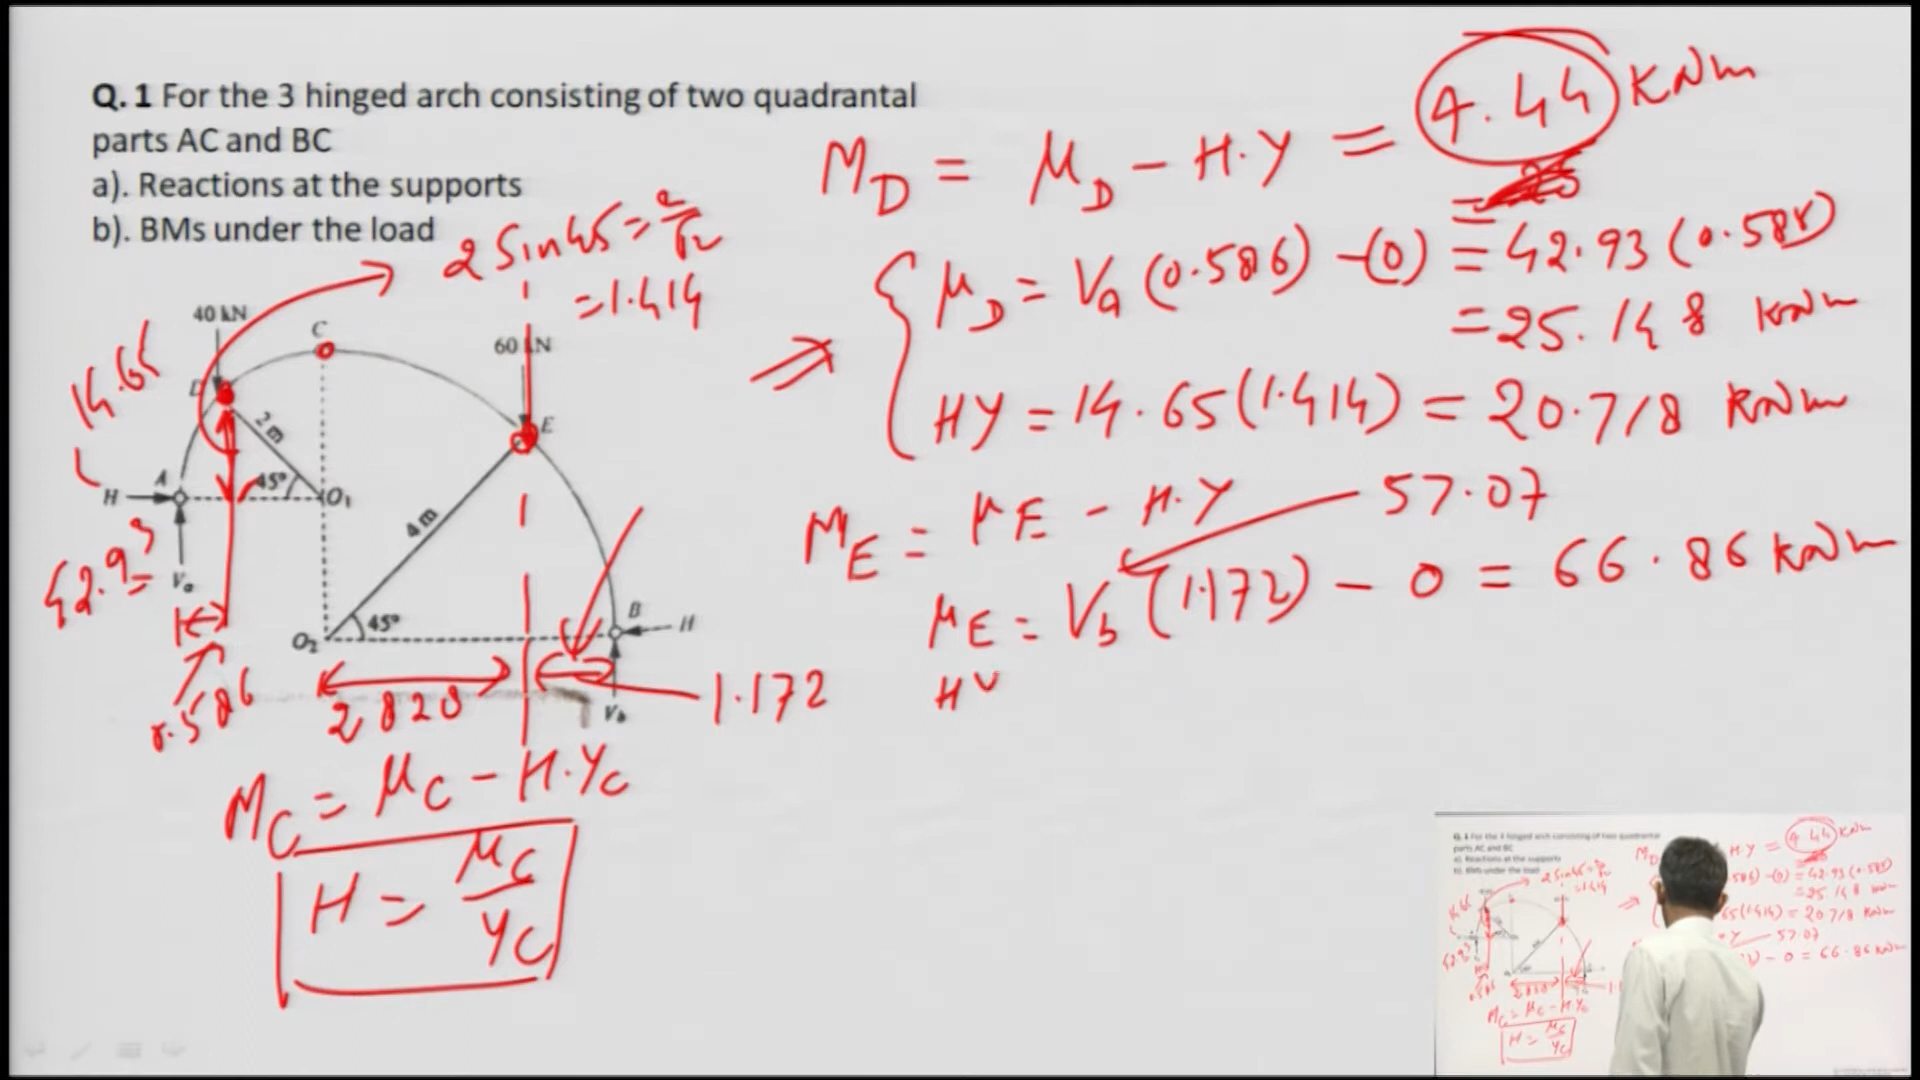 Q. 1 For the 3 hinged arch consisting of two quadrantal
parts AC and BC
a). Reactions at the supports
b). BMs under the load
2 Sin45 = 2/√2
= 1.414
40 kN
C
60 kN
14.65
D
E
2 m
H
A
45°
O₁
4 m
42.93
Va
45°
B
H
O₂
0.586
2.828
1.172
Vb
M_C = μ_C - H.Y_C
H = μ_C / Y_C
M_D = μ_D - H.Y = 4.44 KNm
μ_D = Va (0.586) - (0) = 42.93 (0.586)
= 25.148 KNm
HY = 14.65(1.414) = 20.718 KNm
M_E = μ_E - H.Y
57.07
μ_E = V_b (1.172) - 0 = 66.86 KNm
H